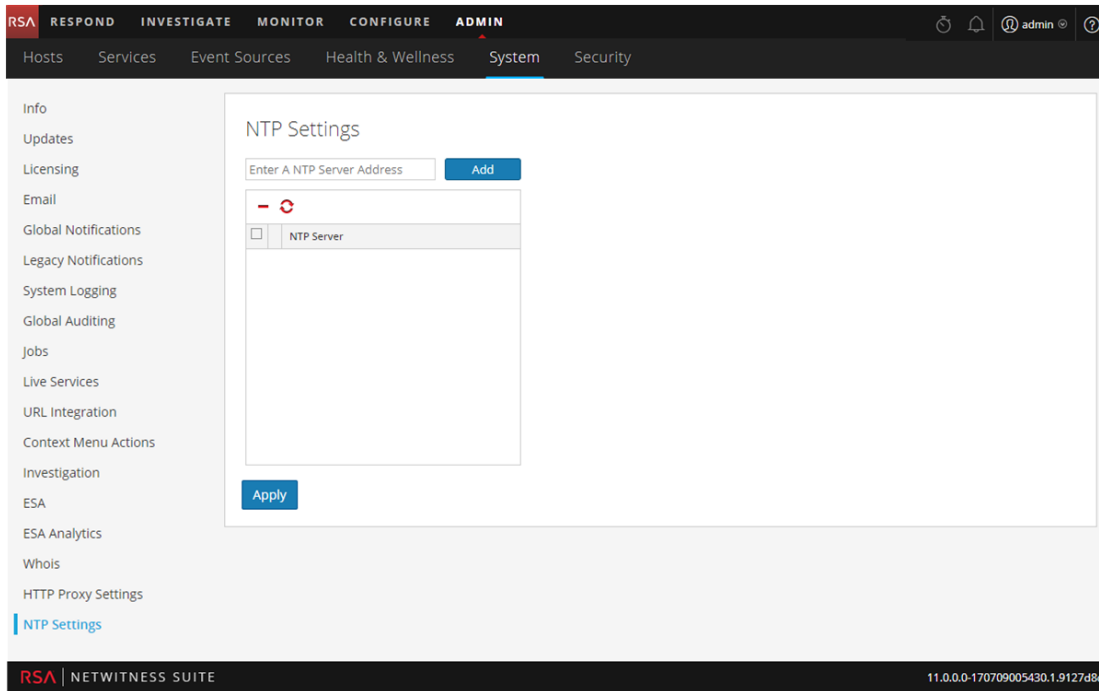 RSA RESPOND INVESTIGATE MONITOR CONFIGURE ADMIN admin ?
Hosts Services Event Sources Health & Wellness System Security
Info
Updates
Licensing
Email
Global Notifications
Legacy Notifications
System Logging
Global Auditing
Jobs
Live Services
URL Integration
Context Menu Actions
Investigation
ESA
ESA Analytics
Whois
HTTP Proxy Settings
NTP Settings
NTP Settings
Enter A NTP Server Address Add
NTP Server
Apply
RSA NETWITNESS SUITE 11.0.0.0-170709005430.1.9127d8